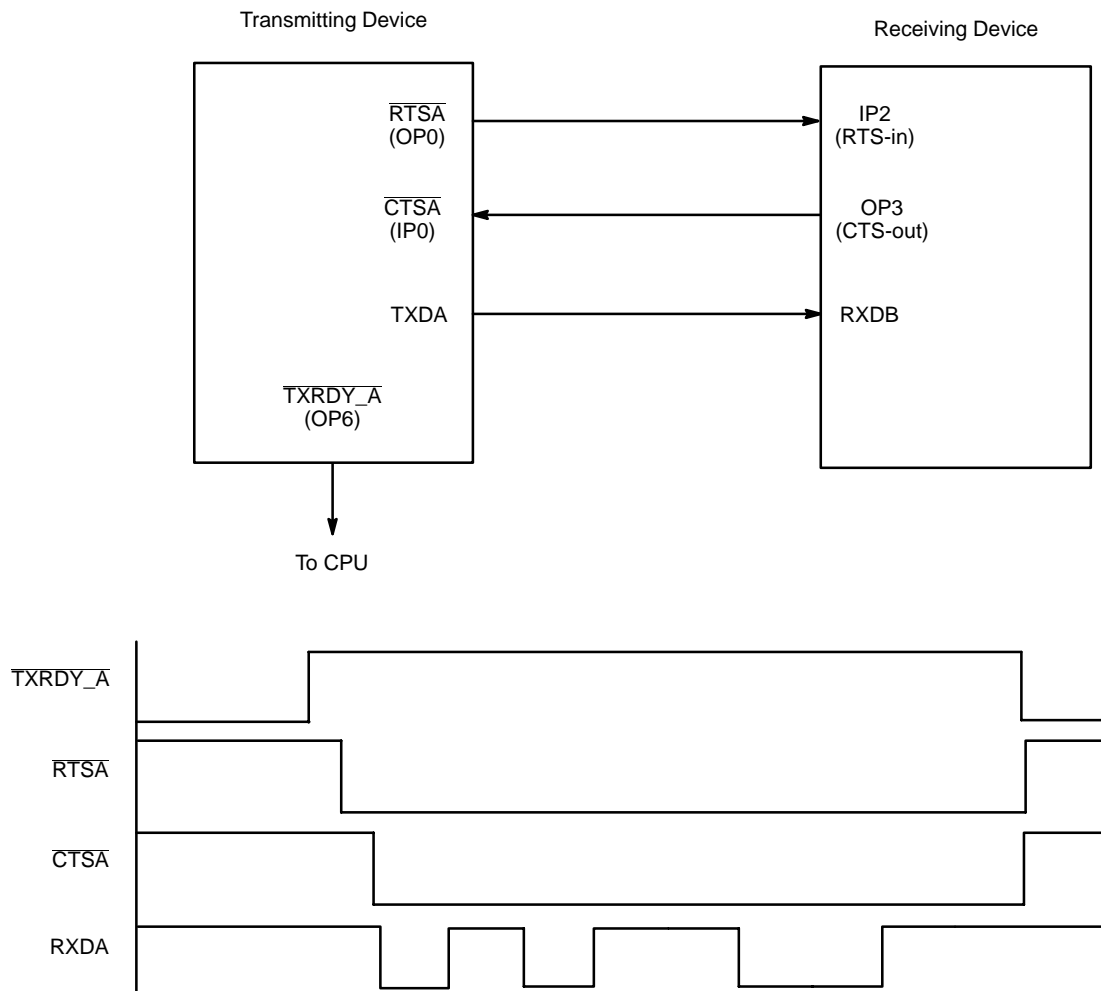 Transmitting Device
Receiving Device
RTSA
(OP0)
IP2
(RTS-in)
CTSA
(IP0)
OP3
(CTS-out)
TXDA
RXDB
TXRDY_A
(OP6)
To CPU
TXRDY_A
RTSA
CTSA
RXDA